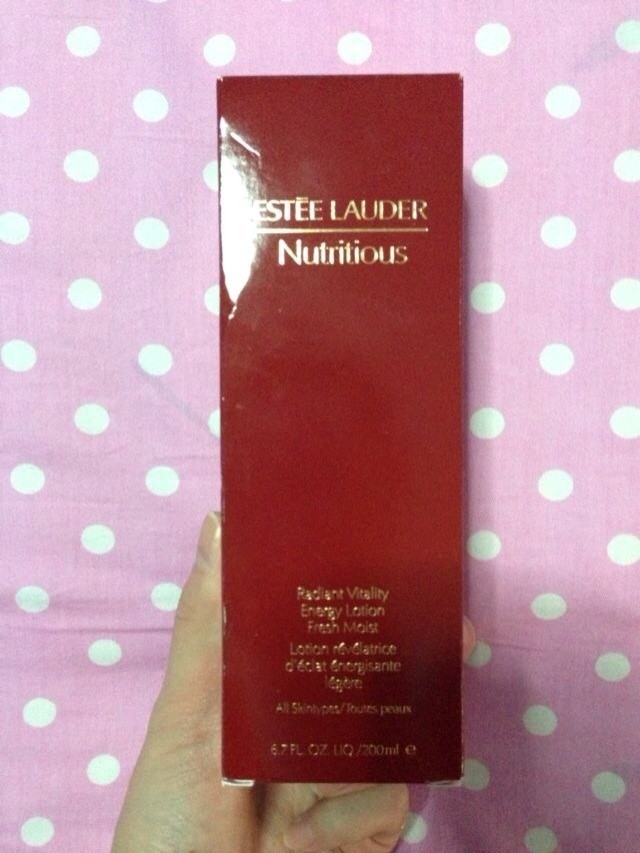 ESTĒE LAUDER
Nutritious
Radiant Vitality
Energy Lotion
Fresh Moist
Lotion révélatrice
d'éclat énergisante
légère
All Skintypes/Toutes peaux
6.7 FL. OZ. LIQ./200ml ℮